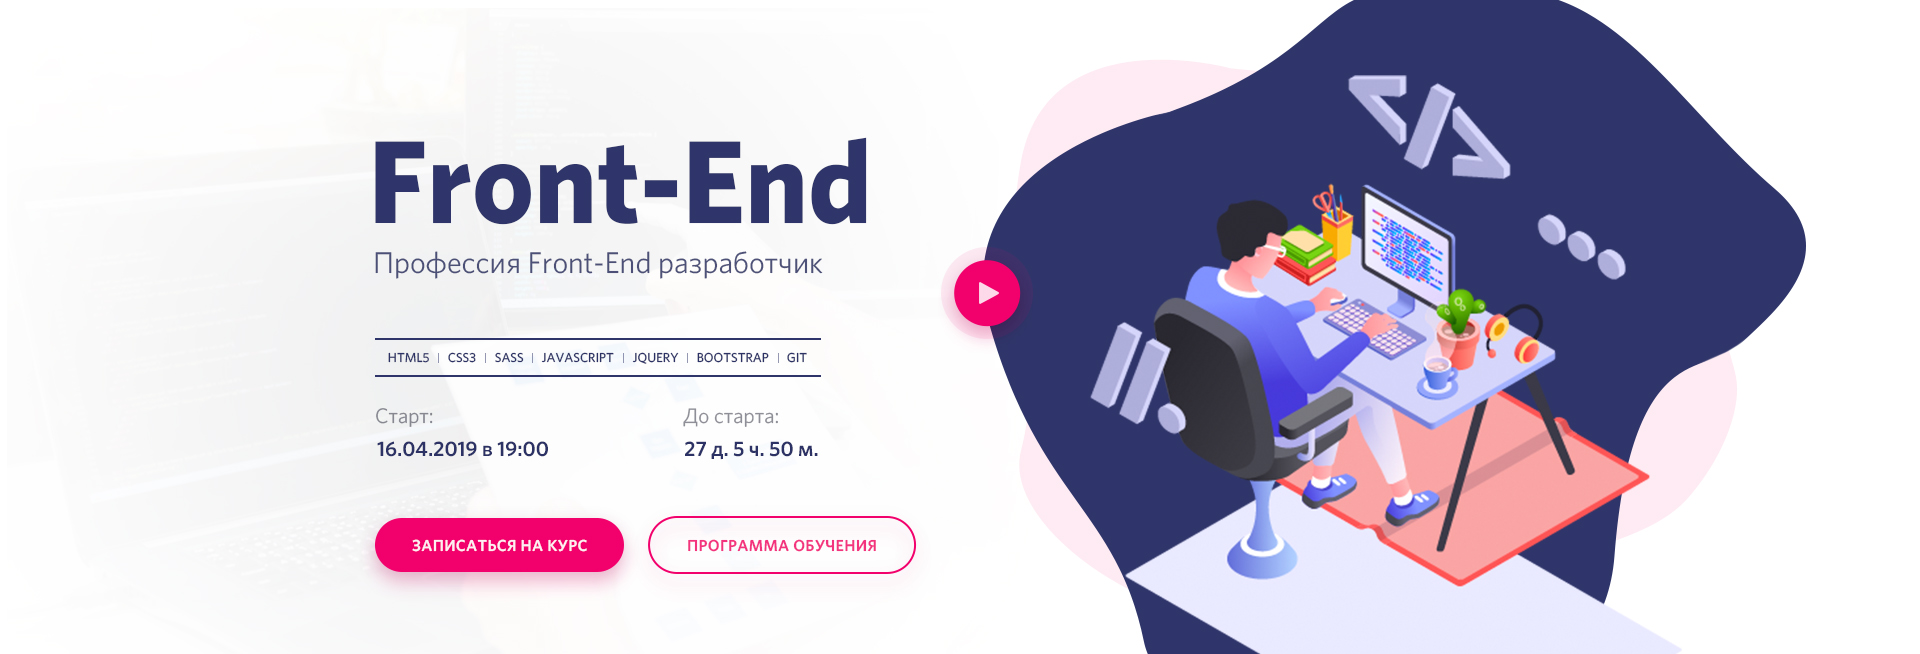 Front-End
Профессия Front-End разработчик
HTML5 | CSS3 | SASS | JAVASCRIPT | JQUERY | BOOTSTRAP | GIT
Старт: До старта:
16.04.2019 в 19:00 27 д. 5 ч. 50 м.
ЗАПИСАТЬСЯ НА КУРС ПРОГРАММА ОБУЧЕНИЯ